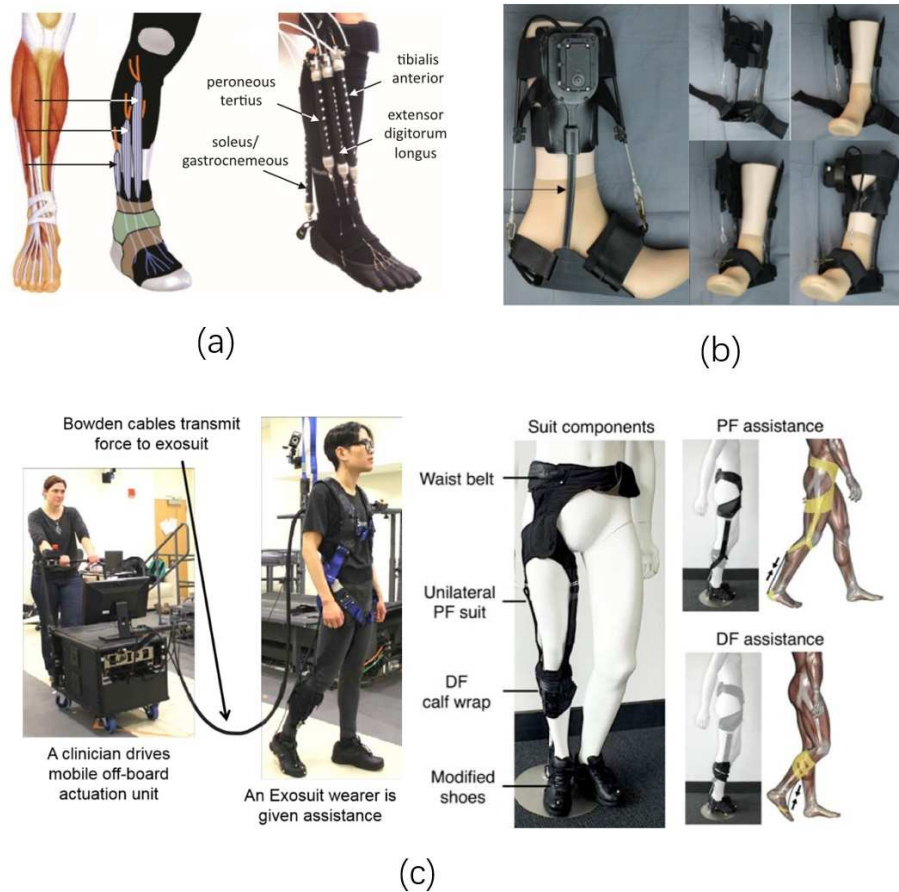 peroneous
tertius
soleus/
gastrocnemeous
tibialis
anterior
extensor
digitorum
longus
(a)
(b)
Bowden cables transmit
force to exosuit
A clinician drives
mobile off-board
actuation unit
An Exosuit wearer is
given assistance
Suit components
Waist belt
Unilateral
PF suit
DF
calf wrap
Modified
shoes
PF assistance
DF assistance
(c)